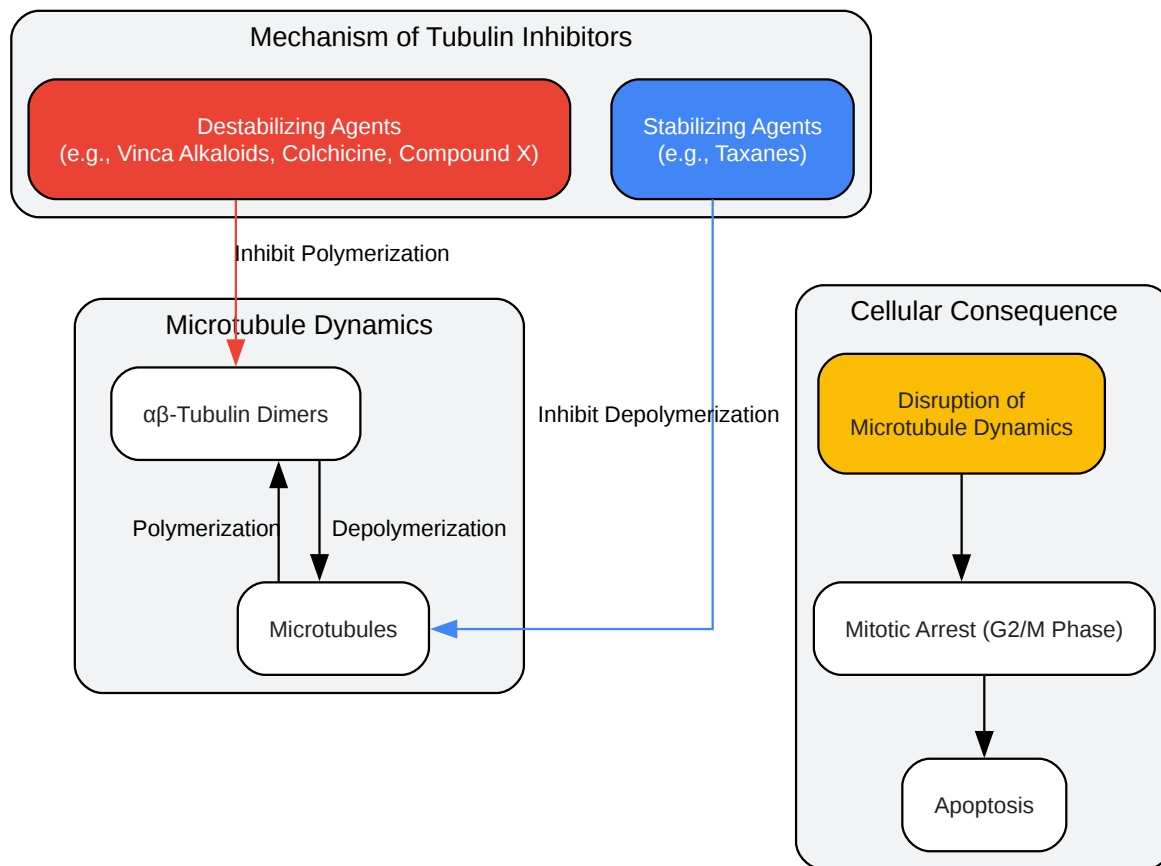 Mechanism of Tubulin Inhibitors
Destabilizing Agents
(e.g., Vinca Alkaloids, Colchicine, Compound X)
Stabilizing Agents
(e.g., Taxanes)
Inhibit Polymerization
Microtubule Dynamics
αβ-Tubulin Dimers
Inhibit Depolymerization
Polymerization
Depolymerization
Microtubules
Cellular Consequence
Disruption of
Microtubule Dynamics
Mitotic Arrest (G2/M Phase)
Apoptosis